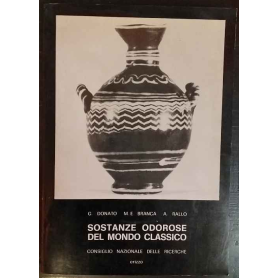 G. DONATO   M.E. BRANCA   A. RALLO
SOSTANZE ODOROSE
DEL MONDO CLASSICO
CONSIGLIO NAZIONALE DELLE RICERCHE